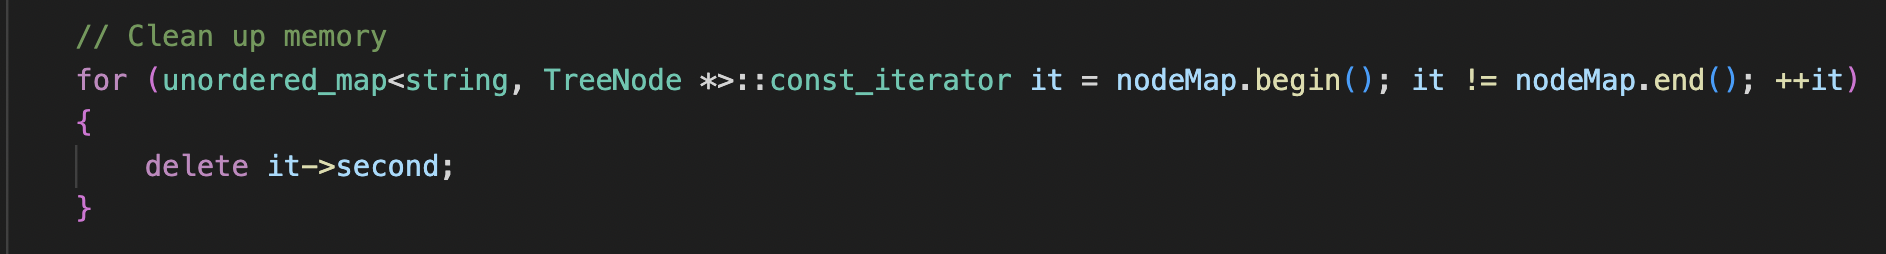 // Clean up memory
for (unordered_map<string, TreeNode *>::const_iterator it = nodeMap.begin(); it != nodeMap.end(); ++it)
{
delete it->second;
}